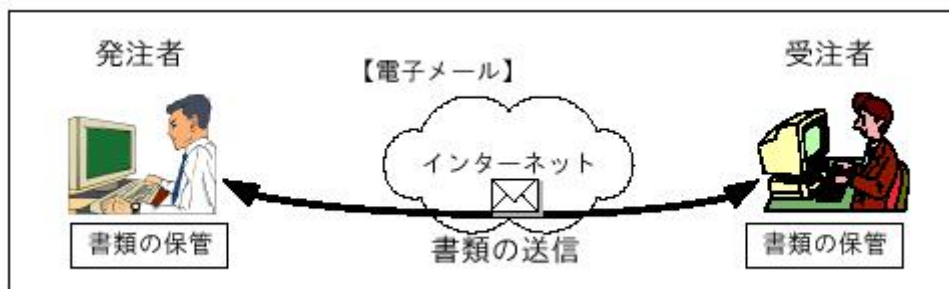 発注者
【電子メール】
受注者
インターネット
書類の保管
書類の送信
書類の保管